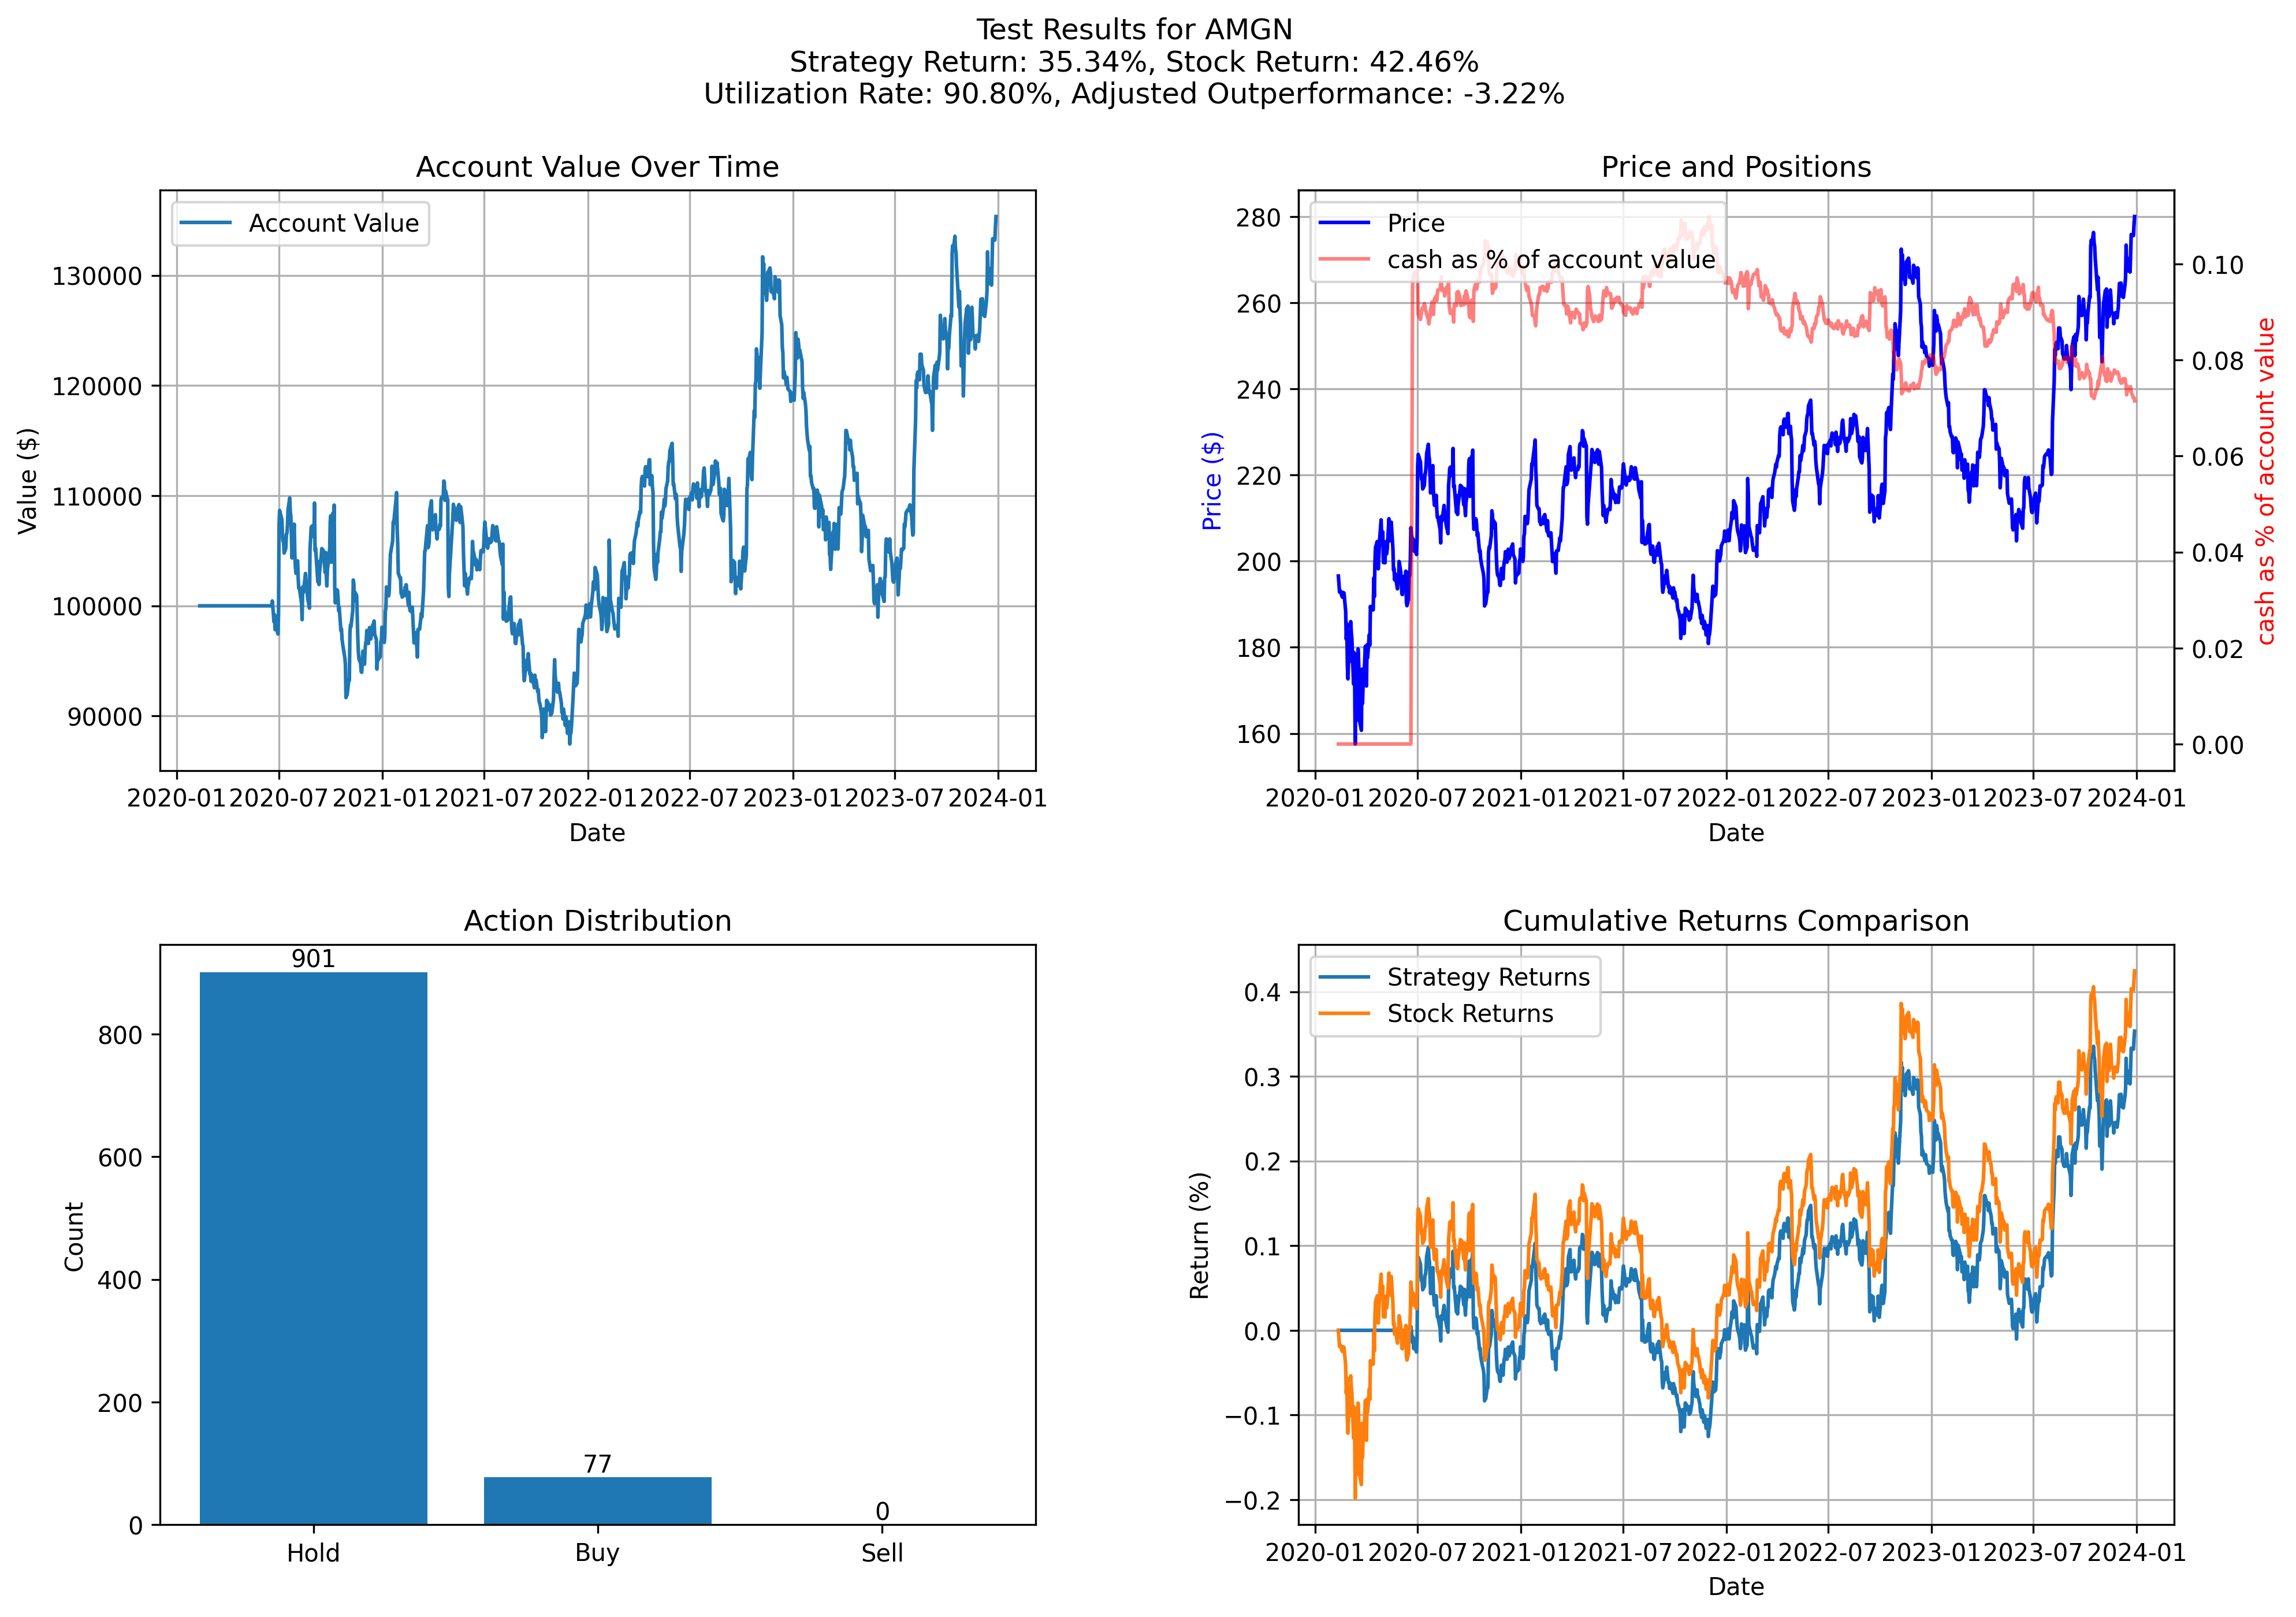 Test Results for AMGN
Strategy Return: 35.34%, Stock Return: 42.46%
Utilization Rate: 90.80%, Adjusted Outperformance: -3.22%
Account Value Over Time
Account Value
130000
120000
110000
100000
90000
Value ($)
2020-01 2020-07 2021-01 2021-07 2022-01 2022-07 2023-01 2023-07 2024-01
Date
Price and Positions
Price
cash as % of account value
280
260
240
220
200
180
160
Price ($)
0.10
0.08
0.06
0.04
0.02
0.00
cash as % of account value
2020-01 2020-07 2021-01 2021-07 2022-01 2022-07 2023-01 2023-07 2024-01
Date
Action Distribution
901
77
0
800
600
400
200
0
Count
Hold Buy Sell
Cumulative Returns Comparison
Strategy Returns
Stock Returns
0.4
0.3
0.2
0.1
0.0
−0.1
−0.2
Return (%)
2020-01 2020-07 2021-01 2021-07 2022-01 2022-07 2023-01 2023-07 2024-01
Date